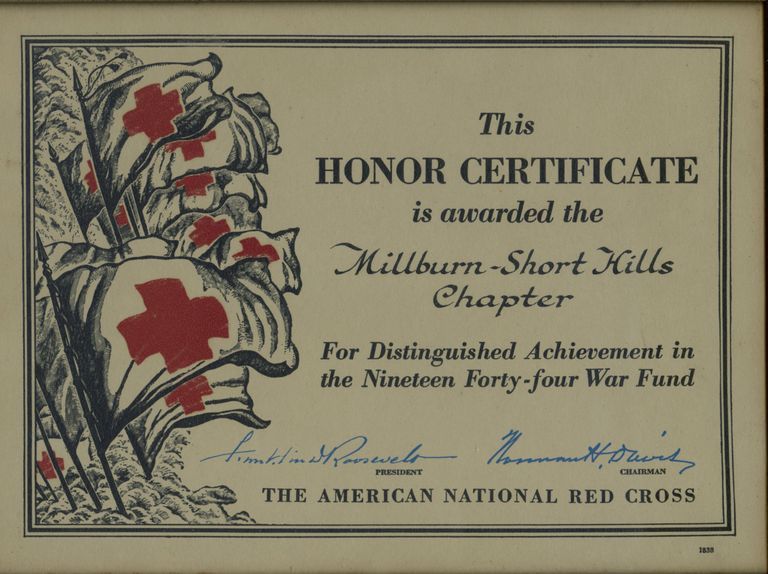 This
HONOR CERTIFICATE
is awarded the
Millburn-Short Hills
Chapter
For Distinguished Achievement in
the Nineteen Forty-four War Fund
Franklin D Roosevelt Norman H. Davis
PRESIDENT CHAIRMAN
THE AMERICAN NATIONAL RED CROSS
1838